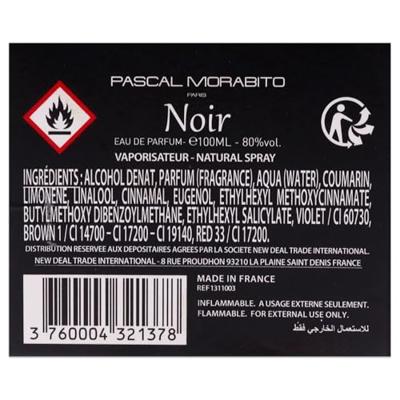 PASCAL MORABITO
PARIS
Noir
EAU DE PARFUM- ℮100ML - 80%vol.
VAPORISATEUR - NATURAL SPRAY
INGRÉDIENTS : ALCOHOL DENAT, PARFUM (FRAGRANCE), AQUA (WATER), COUMARIN,
LIMONENE, LINALOOL, CINNAMAL, EUGENOL, ETHYLHEXYL METHOXYCINNAMATE,
BUTYLMETHOXY DIBENZOYLMETHANE, ETHYLHEXYL SALICYLATE, VIOLET / CI 60730,
BROWN 1 / CI 14700 – CI 17200 – CI 19140, RED 33 / CI 17200.
DISTRIBUTION RESERVEE AUX DEPOSITAIRES AGREES PAR LA SOCIETE NEW DEAL TRADE INTERNATIONAL.
NEW DEAL TRADE INTERNATIONAL - 8 RUE PROUDHON 93210 LA PLAINE SAINT DENIS FRANCE
MADE IN FRANCE
REF1311003
INFLAMMABLE. A USAGE EXTERNE SEULEMENT.
FLAMMABLE. FOR EXTERNAL USE ONLY.
للاستعمال الخارجي فقط
3 760004 321378